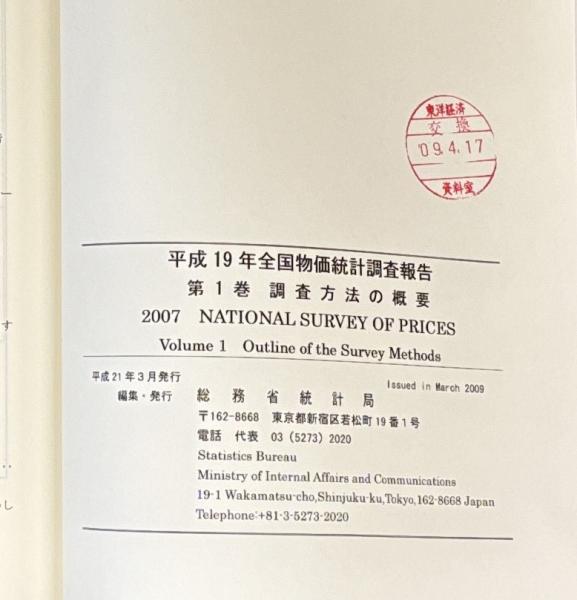 東洋経済
交換
'09.4.17
資料室
平成19年全国物価統計調査報告
第1巻 調査方法の概要
2007 NATIONAL SURVEY OF PRICES
Volume 1 Outline of the Survey Methods
平成21年3月発行
Issued in March 2009
編集・発行 総務省統計局
〒162-8668 東京都新宿区若松町19番1号
電話 代表 03 (5273) 2020
Statistics Bureau
Ministry of Internal Affairs and Communications
19-1 Wakamatsu-cho,Shinjuku-ku,Tokyo,162-8668 Japan
Telephone:+81-3-5273-2020